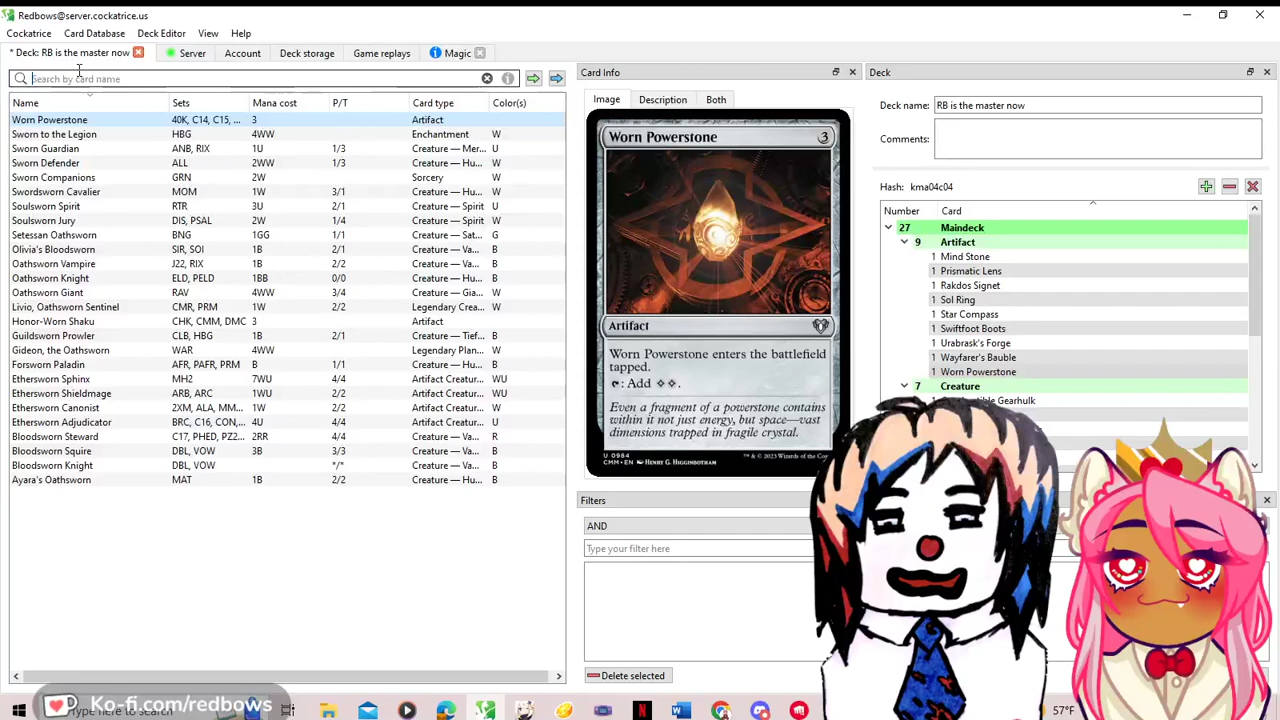 Redbows@server.cockatrice.us
Cockatrice Card Database Deck Editor View Help
* Deck: RB is the master now Server Account Deck storage Game replays Magic
Search by card name
Name Sets Mana cost P/T Card type Color(s)
Worn Powerstone 40K, C14, C15, ... 3 Artifact
Sworn to the Legion HBG 4WW Enchantment W
Sworn Guardian ANB, RIX 1U 1/3 Creature — Mer... U
Sworn Defender ALL 2WW 1/3 Creature — Hu... W
Sworn Companions GRN 2W Sorcery W
Swordsworn Cavalier MOM 1W 3/1 Creature — Hu... W
Soulsworn Spirit RTR 3U 2/1 Creature — Spirit U
Soulsworn Jury DIS, PSAL 2W 1/4 Creature — Spirit W
Setessan Oathsworn BNG 1GG 1/1 Creature — Sat... G
Olivia's Bloodsworn SIR, SOI 1B 2/1 Creature — Va... B
Oathsworn Vampire J22, RIX 1B 2/2 Creature — Va... B
Oathsworn Knight ELD, PELD 1BB 0/0 Creature — Hu... B
Oathsworn Giant RAV 4WW 3/4 Creature — Gia... W
Livio, Oathsworn Sentinel CMR, PRM 1W 2/2 Legendary Crea... W
Honor-Worn Shaku CHK, CMM, DMC 3 Artifact
Guildsworn Prowler CLB, HBG 1B 2/1 Creature — Tief... B
Gideon, the Oathsworn WAR 4WW Legendary Plan... W
Forsworn Paladin AFR, PAFR, PRM B 1/1 Creature — Hu... B
Ethersworn Sphinx MH2 7WU 4/4 Artifact Creatur... WU
Ethersworn Shieldmage ARB, ARC 1WU 2/2 Artifact Creatur... WU
Ethersworn Canonist 2XM, ALA, MM... 1W 2/2 Artifact Creatur... W
Ethersworn Adjudicator BRC, C16, CON,... 4U 4/4 Artifact Creatur... U
Bloodsworn Steward C17, PHED, PZ2... 2RR 4/4 Creature — Va... R
Bloodsworn Squire DBL, VOW 3B 3/3 Creature — Va... B
Bloodsworn Knight DBL, VOW */* Creature — Va... B
Ayara's Oathsworn MAT 1B 2/2 Creature — Hu... B
Card Info
Image Description Both
Worn Powerstone 3
Artifact
Worn Powerstone enters the battlefield
tapped.
: Add
Even a fragment of a powerstone contains
within it not just energy, but space—vast
dimensions trapped in fragile crystal.
U 0984
CMM • EN HENRY G. HIGGINBOTHAM ™ & © 2023 Wizards of the
Deck
Deck name: RB is the master now
Comments:
Hash: kma04c04
Number Card
27 Maindeck
9 Artifact
1 Mind Stone
1 Prismatic Lens
1 Rakdos Signet
1 Sol Ring
1 Star Compass
1 Swiftfoot Boots
1 Urabrask's Forge
1 Wayfarer's Bauble
1 Worn Powerstone
7 Creature
Gearhulk
Filters
AND
Type your filter here
Delete selected
Ko-fi.com/redbows
here to search
57°F